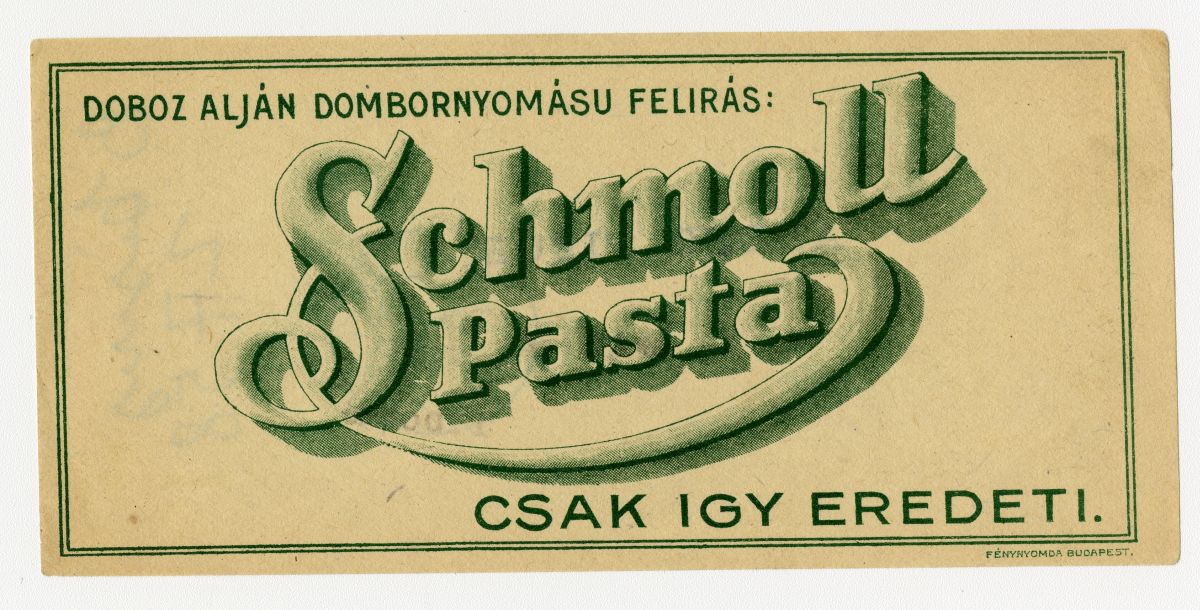 DOBOZ ALJÁN DOMBORNYOMÁSU FELIRÁS:
Schmoll
Pasta
CSAK IGY EREDETI.
FÉNYNYOMDA BUDAPEST.